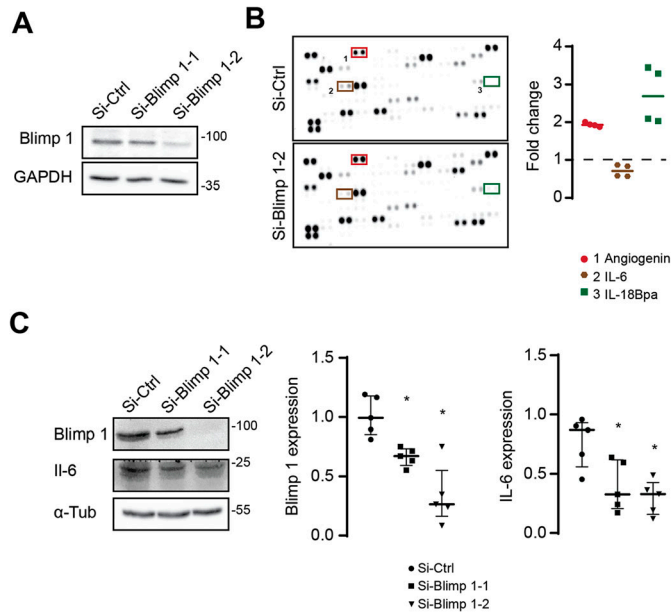 A
Si-Ctrl
Si-Blimp 1-1
Si-Blimp 1-2
Blimp 1
-100
GAPDH
-35
B
Si-Ctrl
1
2
3
Si-Blimp 1-2
Fold change
4
3
2
1
0
1 Angiogenin
2 IL-6
3 IL-18Bpa
C
Si-Ctrl
Si-Blimp 1-1
Si-Blimp 1-2
Blimp 1
-100
Il-6
-25
α-Tub
-55
Blimp 1 expression
1.5
1.0
0.5
0.0
*
*
IL-6 expression
1.5
1.0
0.5
0.0
*
*
Si-Ctrl
Si-Blimp 1-1
Si-Blimp 1-2